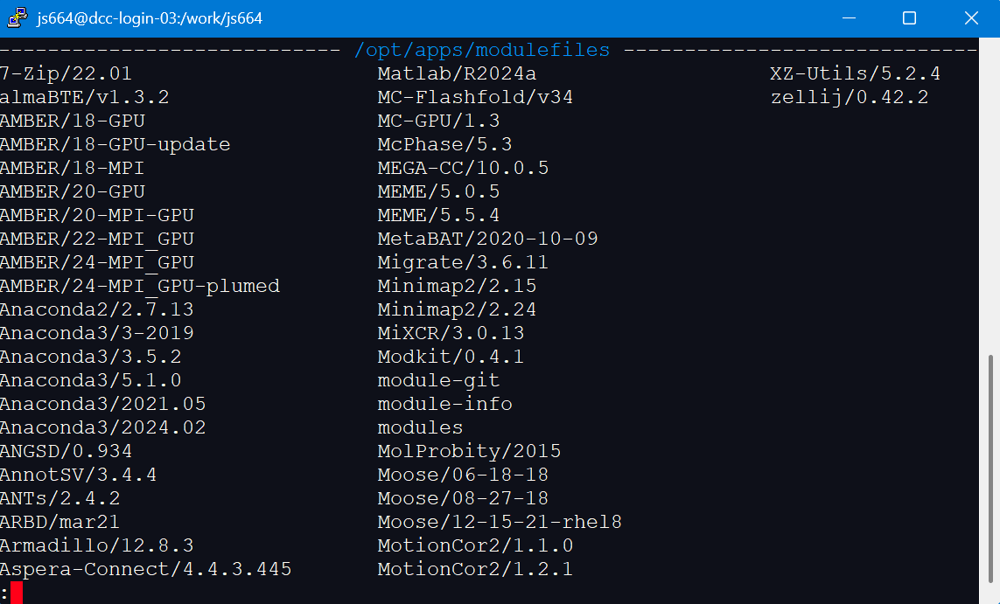 js664@dcc-login-03:/work/js664
---------------------------- /opt/apps/modulefiles -----------------------------
7-Zip/22.01 Matlab/R2024a XZ-Utils/5.2.4
almaBTE/v1.3.2 MC-Flashfold/v34 zellij/0.42.2
AMBER/18-GPU MC-GPU/1.3
AMBER/18-GPU-update McPhase/5.3
AMBER/18-MPI MEGA-CC/10.0.5
AMBER/20-GPU MEME/5.0.5
AMBER/20-MPI-GPU MEME/5.5.4
AMBER/22-MPI_GPU MetaBAT/2020-10-09
AMBER/24-MPI_GPU Migrate/3.6.11
AMBER/24-MPI_GPU-plumed Minimap2/2.15
Anaconda2/2.7.13 Minimap2/2.24
Anaconda3/3-2019 MiXCR/3.0.13
Anaconda3/3.5.2 Modkit/0.4.1
Anaconda3/5.1.0 module-git
Anaconda3/2021.05 module-info
Anaconda3/2024.02 modules
ANGSD/0.934 MolProbity/2015
AnnotSV/3.4.4 Moose/06-18-18
ANTs/2.4.2 Moose/08-27-18
ARBD/mar21 Moose/12-15-21-rhel8
Armadillo/12.8.3 MotionCor2/1.1.0
Aspera-Connect/4.4.3.445 MotionCor2/1.2.1
: